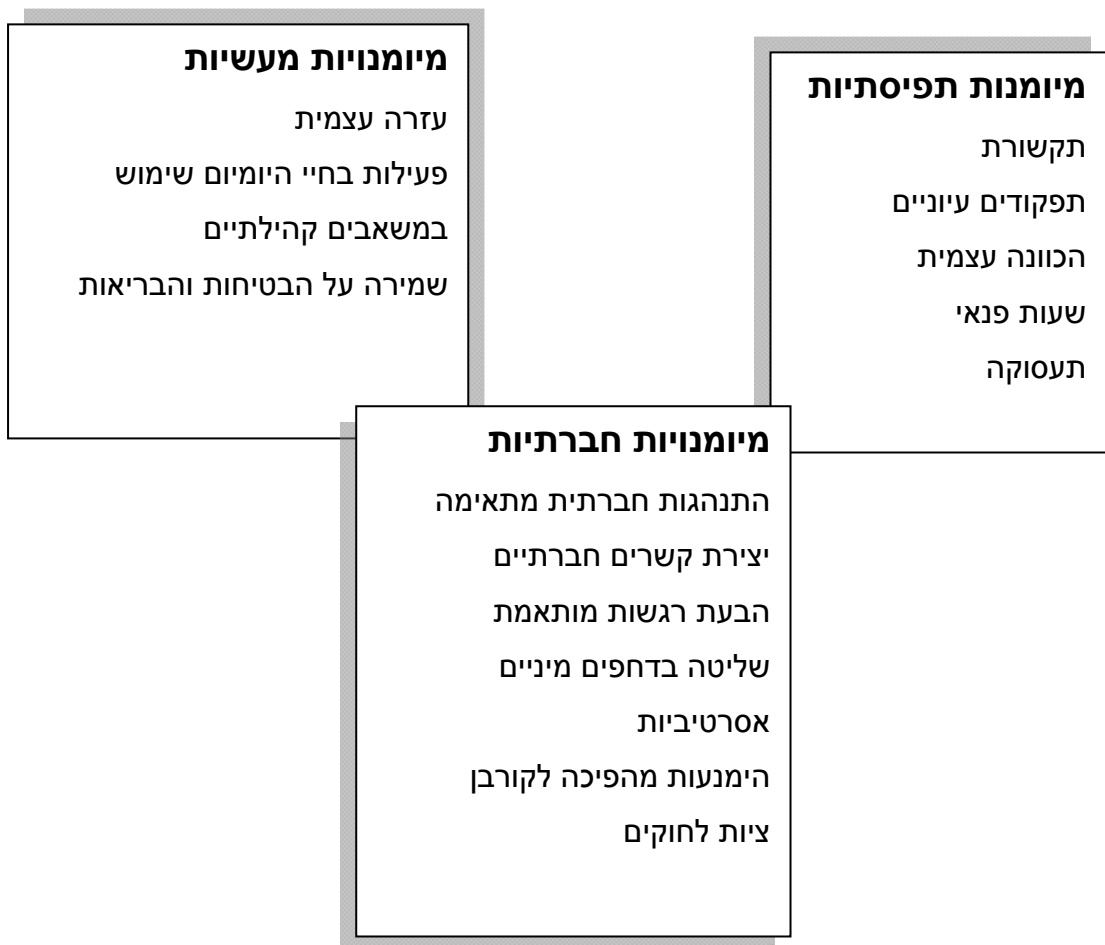 מיומנות תפיסתיות
תקשורת
תפקודים עיוניים
הכוונה עצמית
שעות פנאי
תעסוקה
מיומנויות מעשיות
עזרה עצמית
פעילות בחיי היומיום שימוש
במשאבים קהילתיים
שמירה על הבטיחות והבריאות
מיומנויות חברתיות
התנהגות חברתית מתאימה
יצירת קשרים חברתיים
הבעת רגשות מותאמת
שליטה בדחפים מיניים
אסרטיביות
הימנעות מהפיכה לקורבן
ציות לחוקים